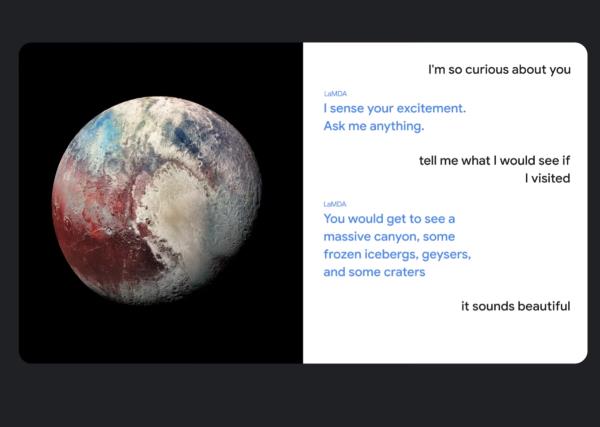 I'm so curious about you
LaMDA
I sense your excitement.
Ask me anything.
tell me what I would see if
I visited
LaMDA
You would get to see a
massive canyon, some
frozen icebergs, geysers,
and some craters
it sounds beautiful